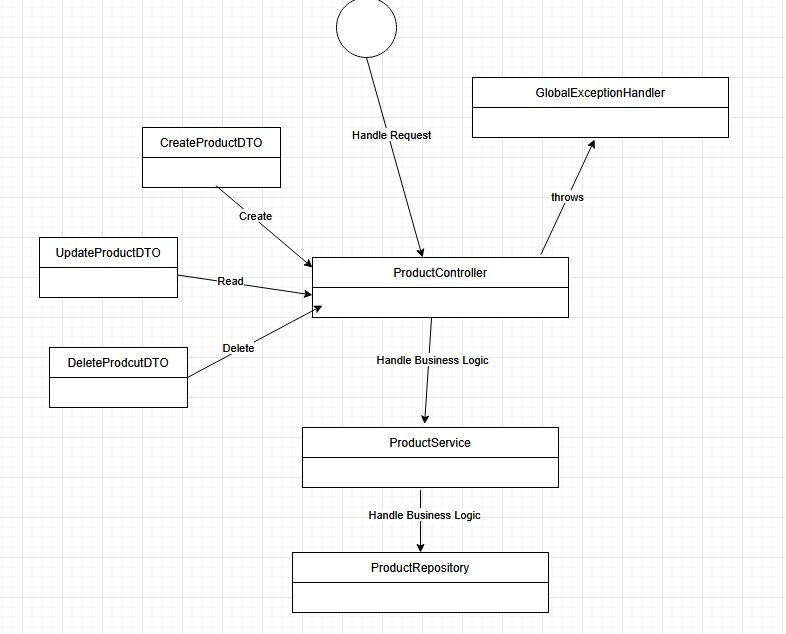 GlobalExceptionHandler
Handle Request
CreateProductDTO
throws
Create
UpdateProductDTO
Read
ProductController
Delete
DeleteProdcutDTO
Handle Business Logic
ProductService
Handle Business Logic
ProductRepository